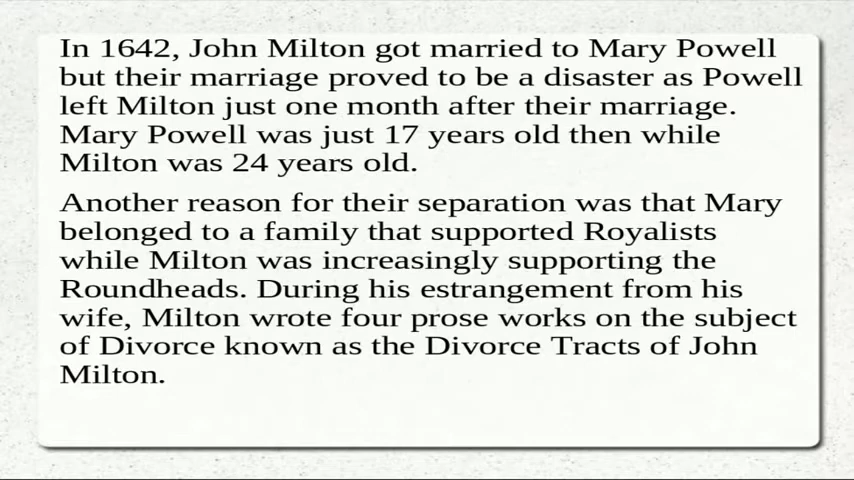 In 1642, John Milton got married to Mary Powell
but their marriage proved to be a disaster as Powell
left Milton just one month after their marriage.
Mary Powell was just 17 years old then while
Milton was 24 years old.
Another reason for their separation was that Mary
belonged to a family that supported Royalists
while Milton was increasingly supporting the
Roundheads. During his estrangement from his
wife, Milton wrote four prose works on the subject
of Divorce known as the Divorce Tracts of John
Milton.